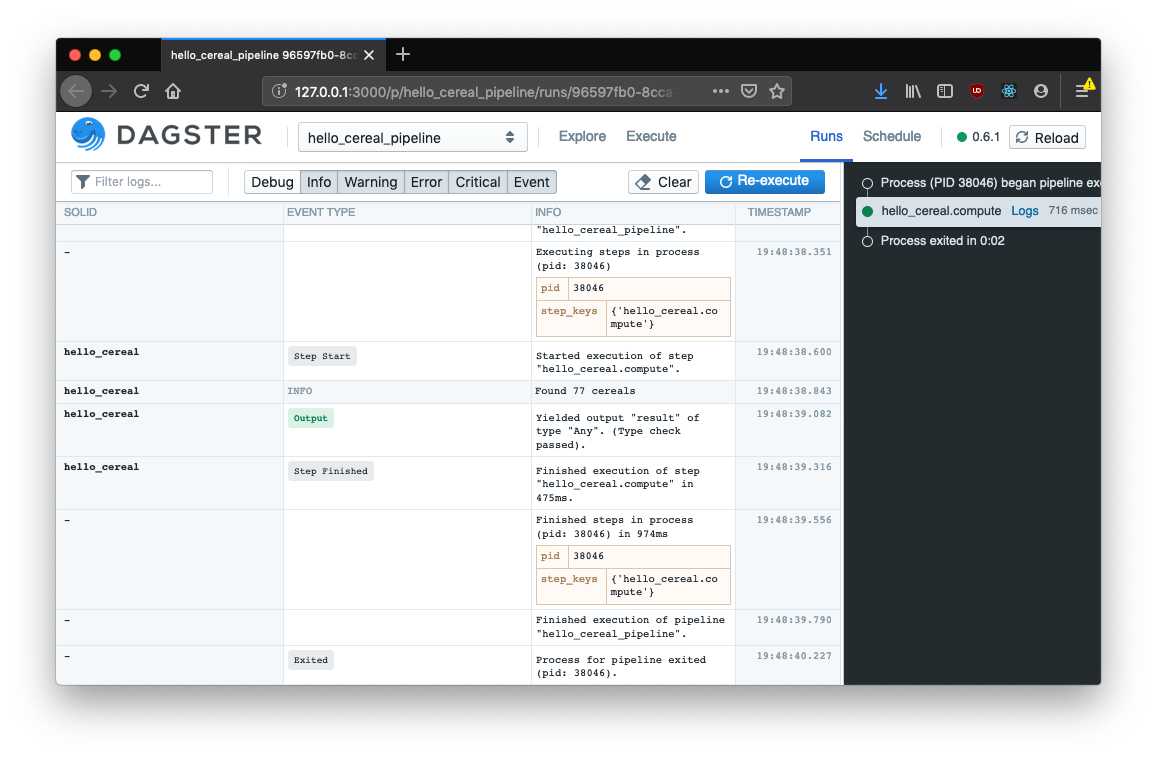 hello_cereal_pipeline 96597fb0-8cc
127.0.0.1:3000/p/hello_cereal_pipeline/runs/96597fb0-8cca-
DAGSTER
hello_cereal_pipeline
Explore
Execute
Runs
Schedule
0.6.1
Reload
Filter logs...
Debug
Info
Warning
Error
Critical
Event
Clear
Re-execute
SOLID
EVENT TYPE
INFO
TIMESTAMP
"hello_cereal_pipeline".
–
Executing steps in process
(pid: 38046)
pid
38046
step_keys
{'hello_cereal.co
mpute'}
19:48:38.351
hello_cereal
Step Start
Started execution of step
"hello_cereal.compute".
19:48:38.600
hello_cereal
INFO
Found 77 cereals
19:48:38.843
hello_cereal
Output
Yielded output "result" of
type "Any". (Type check
passed).
19:48:39.082
hello_cereal
Step Finished
Finished execution of step
"hello_cereal.compute" in
475ms.
19:48:39.316
–
Finished steps in process
(pid: 38046) in 974ms
pid
38046
step_keys
{'hello_cereal.co
mpute'}
19:48:39.556
–
Finished execution of pipeline
"hello_cereal_pipeline".
19:48:39.790
–
Exited
Process for pipeline exited
(pid: 38046).
19:48:40.227
Process (PID 38046) began pipeline ex
hello_cereal.compute Logs 716 msec
Process exited in 0:02